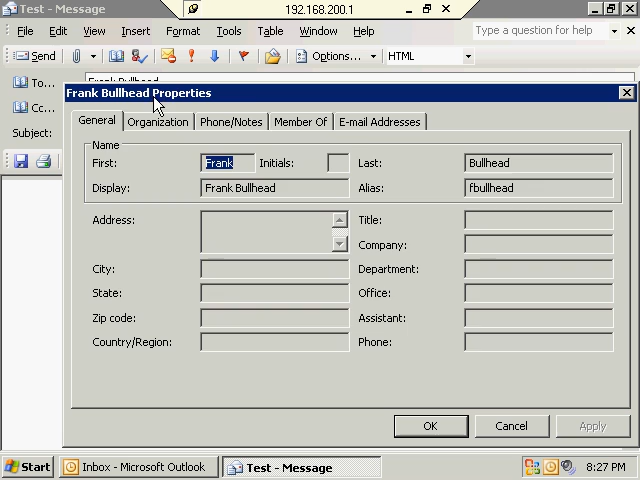 Test - Message
192.168.200.1
File Edit View Insert Format Tools Table Window Help Type a question for help
Send Options... HTML
To... Frank Bullhead
Cc...
Subject:
Frank Bullhead Properties
General Organization Phone/Notes Member Of E-mail Addresses
Name
First: Frank Initials: Last: Bullhead
Display: Frank Bullhead Alias: fbullhead
Address: Title:
Company:
City: Department:
State: Office:
Zip code: Assistant:
Country/Region: Phone:
OK Cancel Apply
Start Inbox - Microsoft Outlook Test - Message 8:27 PM